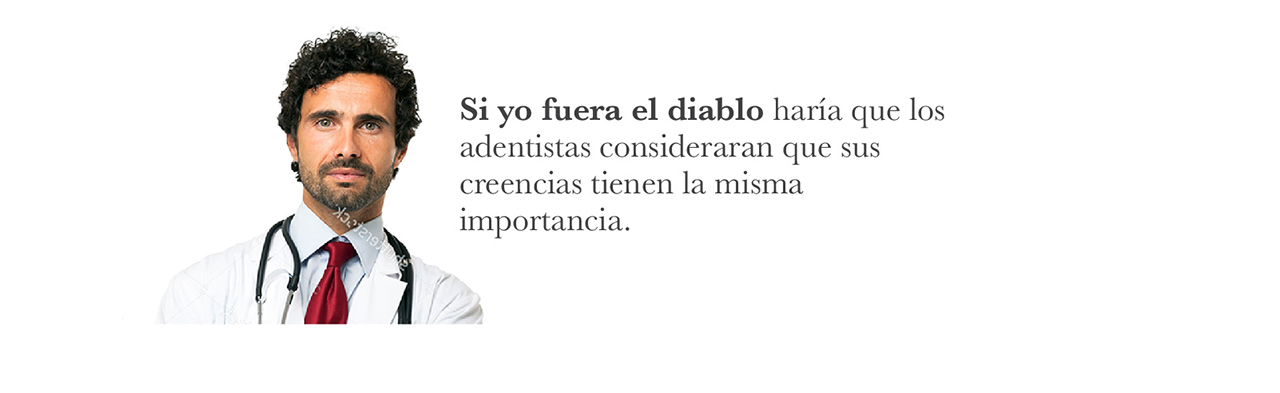 Si yo fuera el diablo haría que los
adentistas consideraran que sus
creencias tienen la misma
importancia.